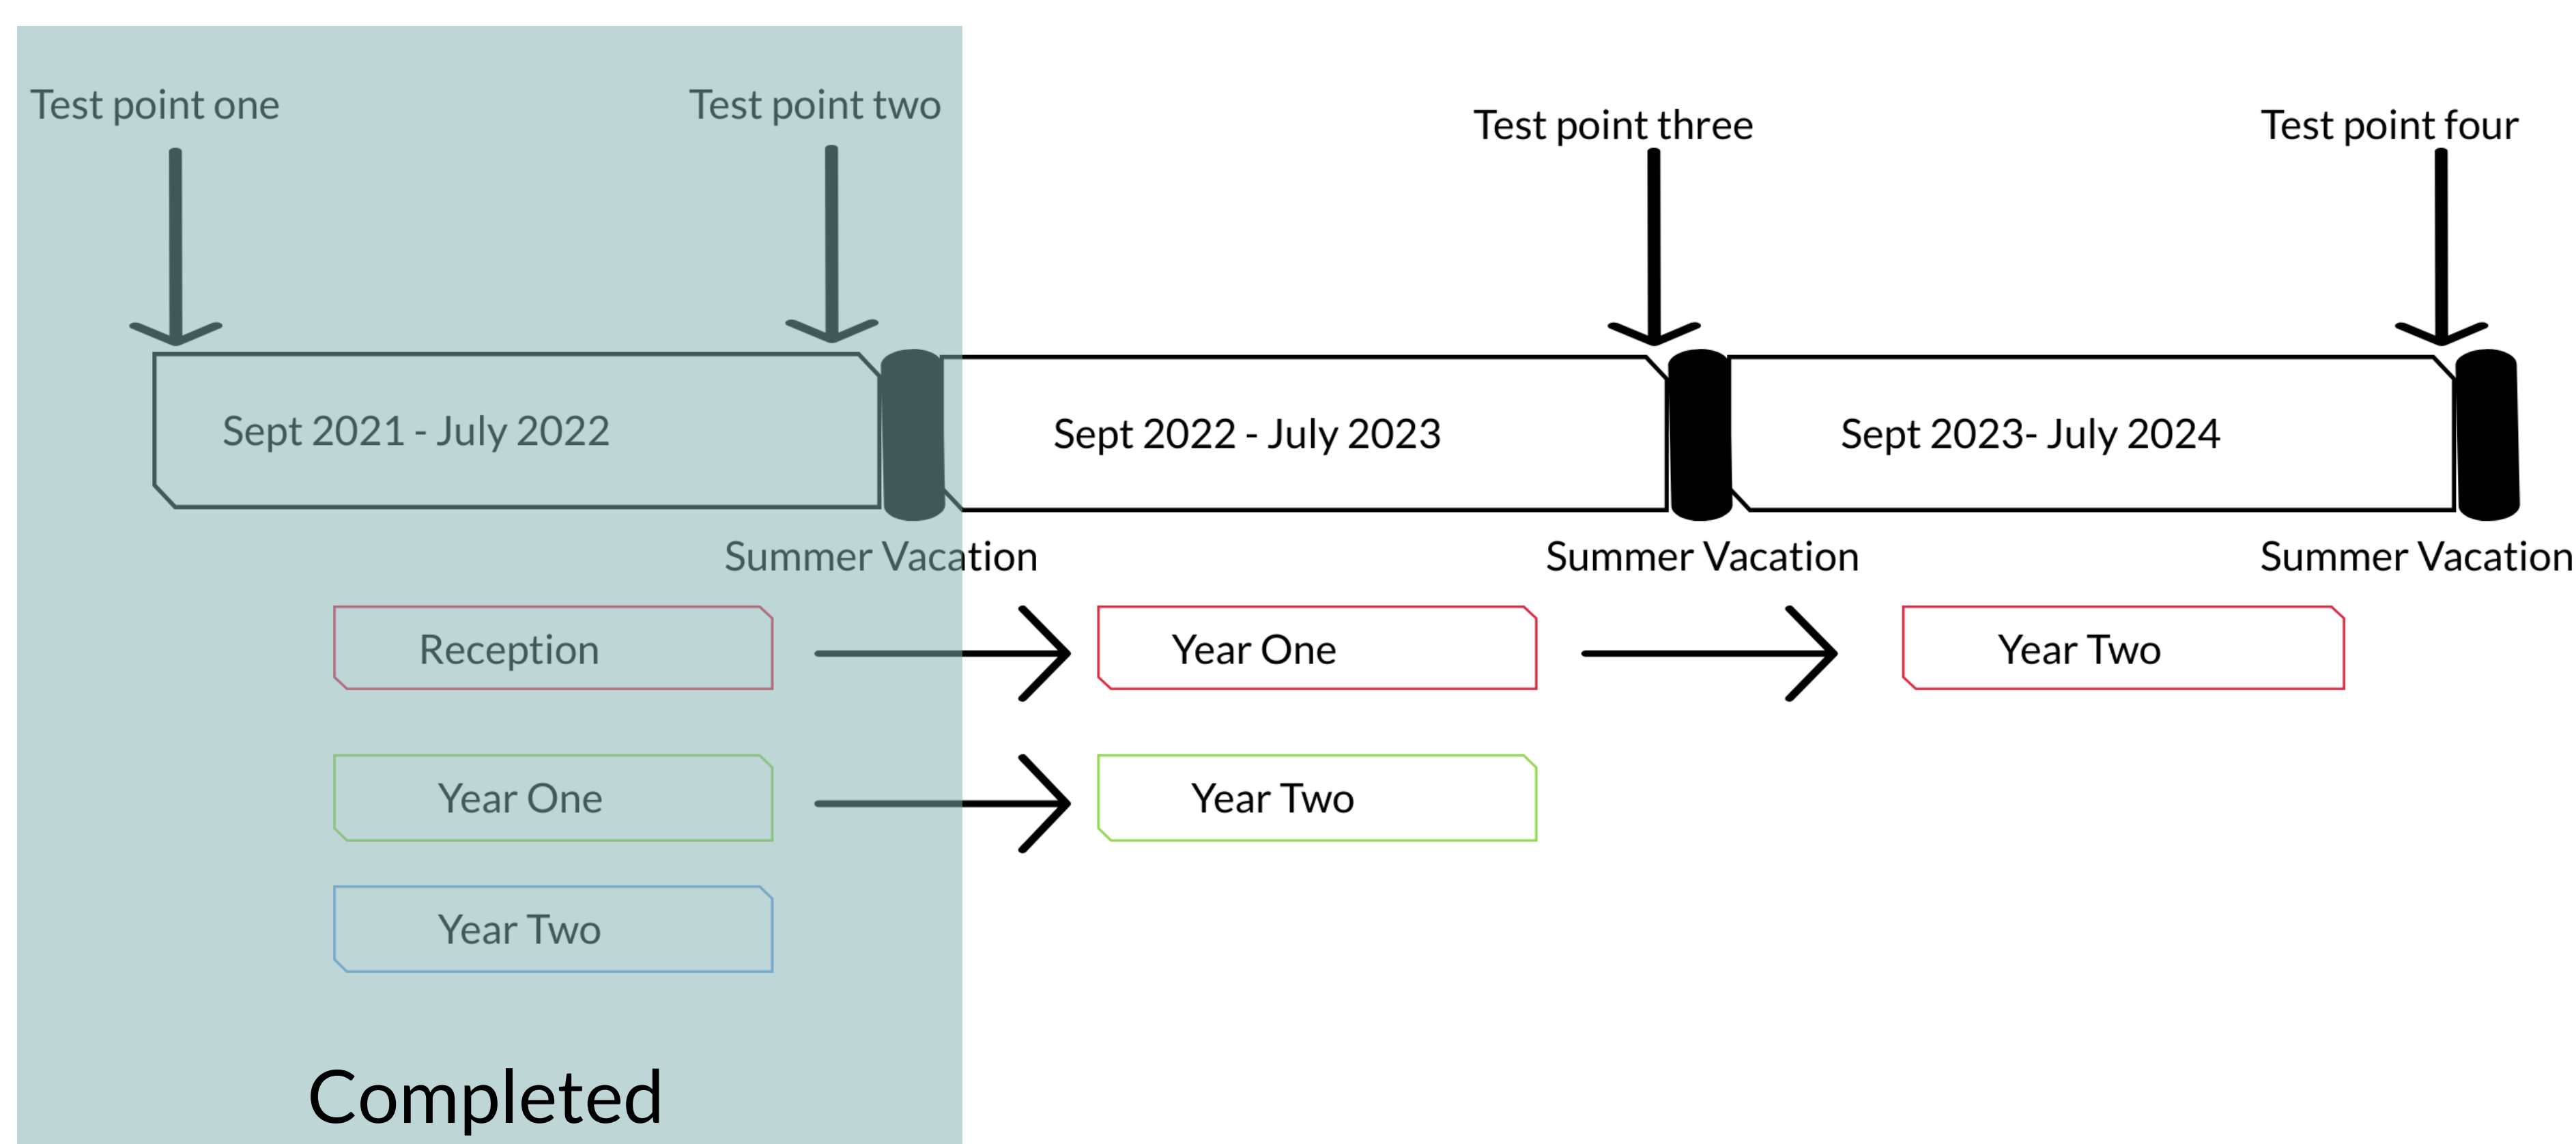 Test point one
Test point two
Test point three
Test point four
Sept 2021 - July 2022
Sept 2022 - July 2023
Sept 2023- July 2024
Summer Vacation
Summer Vacation
Summer Vacation
Reception
Year One
Year Two
Year One
Year Two
Year Two
Completed